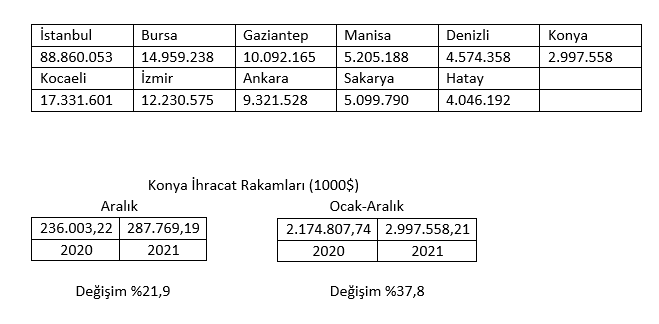 İstanbul Bursa Gaziantep Manisa Denizli Konya
88.860.053 14.959.238 10.092.165 5.205.188 4.574.358 2.997.558
Kocaeli İzmir Ankara Sakarya Hatay
17.331.601 12.230.575 9.321.528 5.099.790 4.046.192
Konya İhracat Rakamları (1000$)
Aralık Ocak-Aralık
236.003,22 287.769,19 2.174.807,74 2.997.558,21
2020 2021 2020 2021
Değişim %21,9 Değişim %37,8